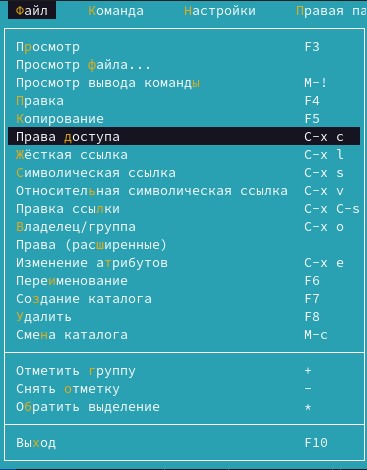 Файл Команда Настройки Правая па
Просмотр F3
Просмотр файла...
Просмотр вывода команды M-!
Правка F4
Копирование F5
Права доступа C-x c
Жёсткая ссылка C-x l
Символическая ссылка C-x s
Относительная символическая ссылка C-x v
Правка ссылки C-x C-s
Владелец/группа C-x o
Права (расширенные)
Изменение атрибутов C-x e
Переименование F6
Создание каталога F7
Удалить F8
Смена каталога M-c
Отметить группу +
Снять отметку -
Обратить выделение *
Выход F10